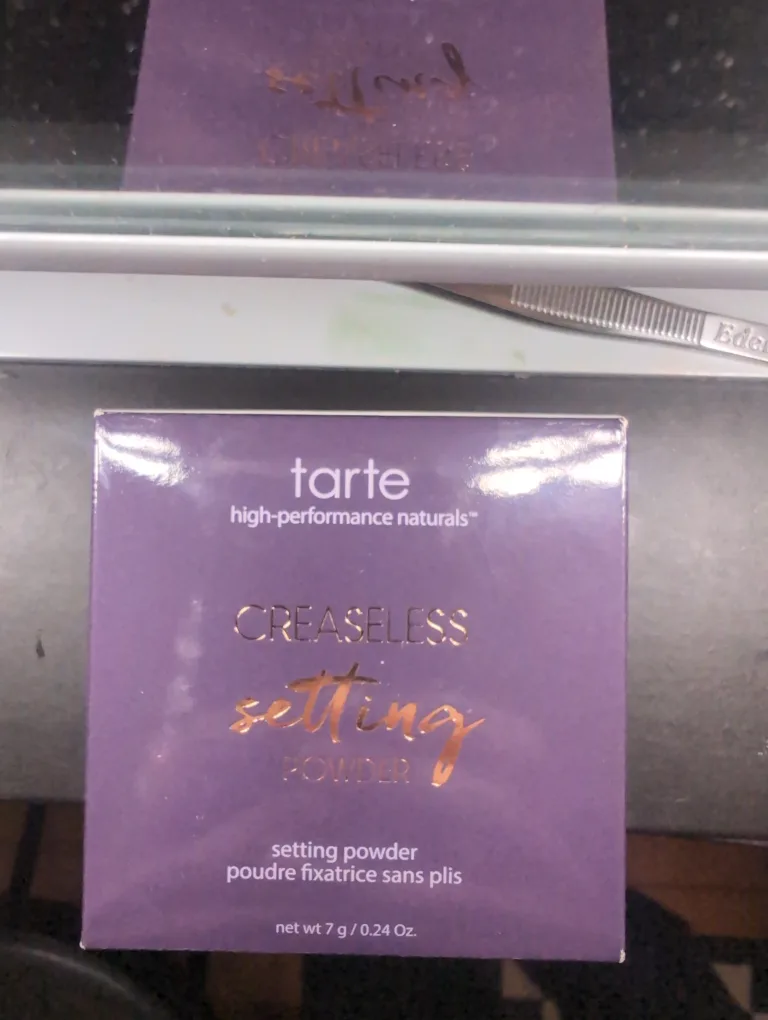 Eder
tarte
high-performance naturals™
CREASELESS
setting
POWDER
setting powder
poudre fixatrice sans plis
net wt 7 g / 0.24 Oz.